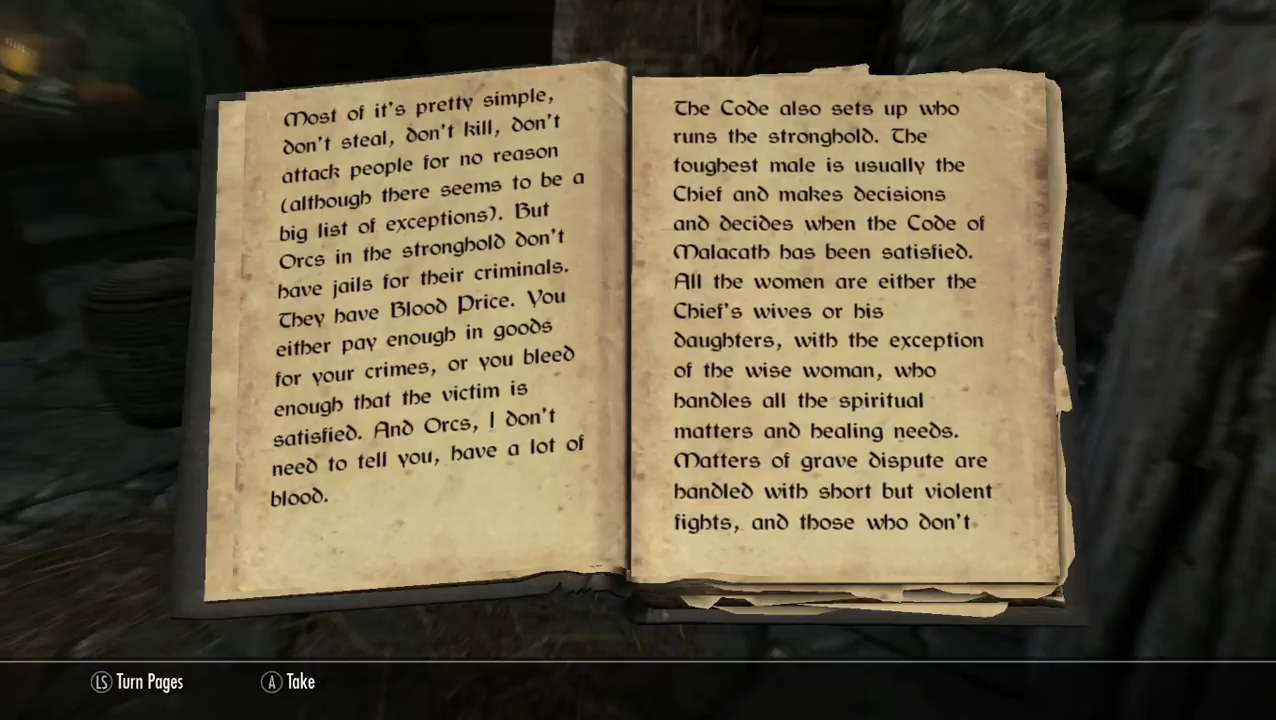 Most of it's pretty simple,
don't steal, don't kill, don't
attack people for no reason
(although there seems to be a
big list of exceptions). But
Orcs in the stronghold don't
have jails for their criminals.
They have Blood Price. You
either pay enough in goods
for your crimes, or you bleed
enough that the victim is
satisfied. And Orcs, I don't
need to tell you, have a lot of
blood.
The Code also sets up who
runs the stronghold. The
toughest male is usually the
Chief and makes decisions
and decides when the Code of
Malacath has been satisfied.
All the women are either the
Chief's wives or his
daughters, with the exception
of the wise woman, who
handles all the spiritual
matters and healing needs.
Matters of grave dispute are
handled with short but violent
fights, and those who don't
LS Turn Pages
A Take